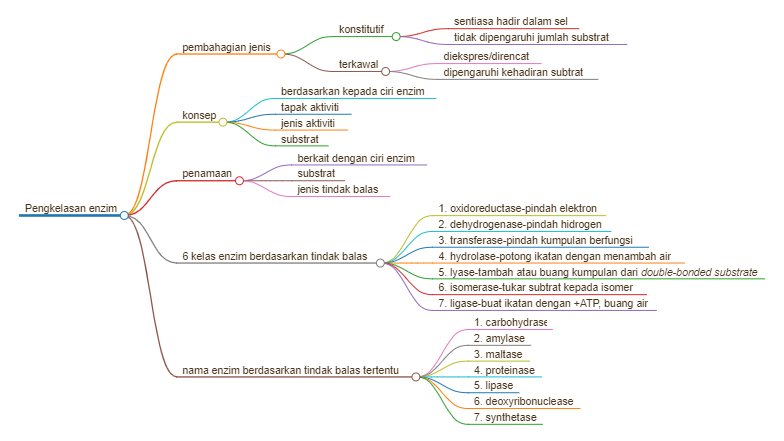 Pengkelasan enzim
pembahagian jenis
konstitutif
sentiasa hadir dalam sel
tidak dipengaruhi jumlah substrat
terkawal
diekspres/direncat
dipengaruhi kehadiran subtrat
konsep
berdasarkan kepada ciri enzim
tapak aktiviti
jenis aktiviti
substrat
penamaan
berkait dengan ciri enzim
substrat
jenis tindak balas
6 kelas enzim berdasarkan tindak balas
1. oxidoreductase-pindah elektron
2. dehydrogenase-pindah hidrogen
3. transferase-pindah kumpulan berfungsi
4. hydrolase-potong ikatan dengan menambah air
5. lyase-tambah atau buang kumpulan dari double-bonded substrate
6. isomerase-tukar subtrat kepada isomer
7. ligase-buat ikatan dengan +ATP, buang air
nama enzim berdasarkan tindak balas tertentu
1. carbohydrase
2. amylase
3. maltase
4. proteinase
5. lipase
6. deoxyribonuclease
7. synthetase